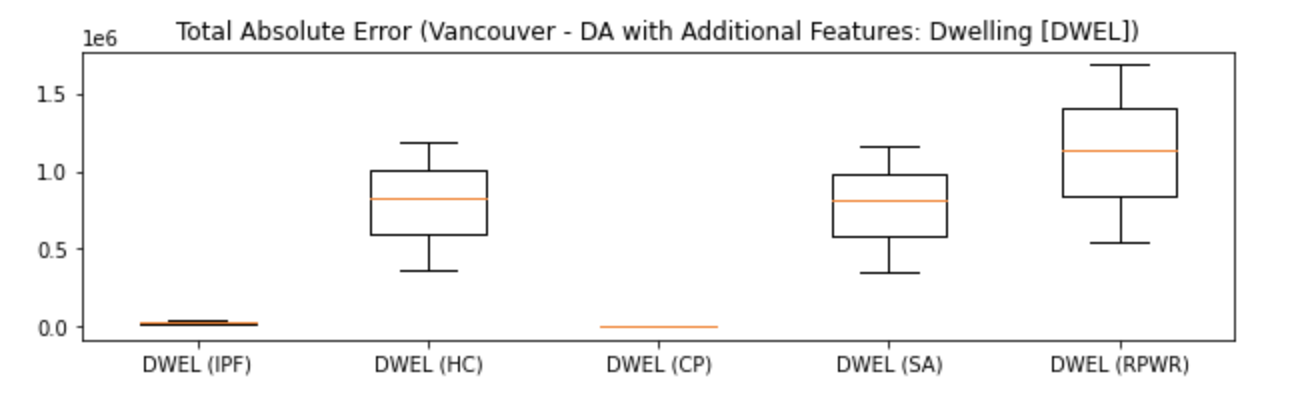 Total Absolute Error (Vancouver - DA with Additional Features: Dwelling [DWEL])
1e6
1.5
1.0
0.5
0.0
DWEL (IPF) DWEL (HC) DWEL (CP) DWEL (SA) DWEL (RPWR)